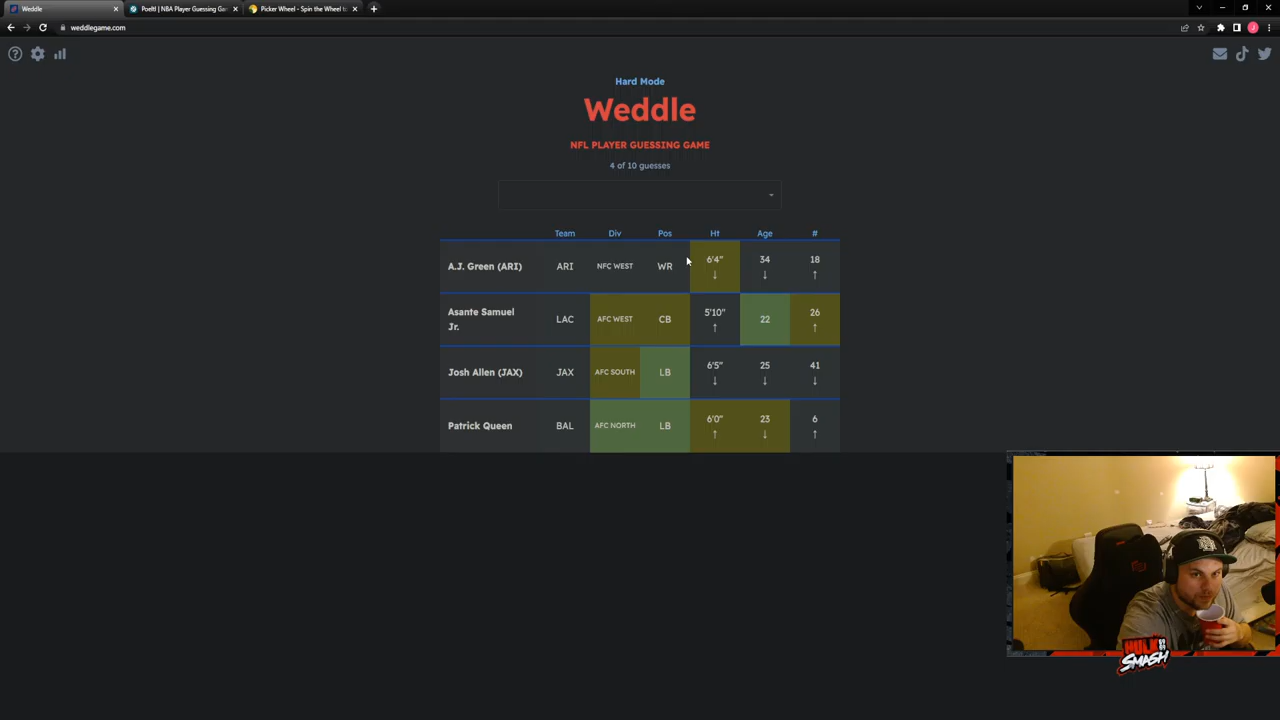 Weddle
Poeltl | NBA Player Guessing Ga
Picker Wheel - Spin the Wheel to
weddlegame.com
Hard Mode
Weddle
NFL PLAYER GUESSING GAME
4 of 10 guesses
Team Div Pos Ht Age #
A.J. Green (ARI) ARI NFC WEST WR 6'4" ↓ 34 ↓ 18 ↑
Asante Samuel
Jr. LAC AFC WEST CB 5'10" ↑ 22 26 ↑
Josh Allen (JAX) JAX AFC SOUTH LB 6'5" ↓ 25 ↓ 41 ↓
Patrick Queen BAL AFC NORTH LB 6'0" ↑ 23 ↓ 6 ↑
HULK
SMASH